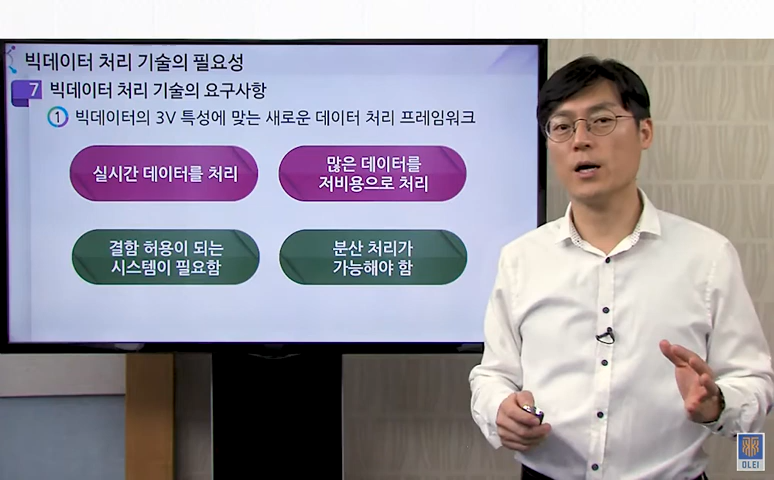 빅데이터 처리 기술의 필요성
7 빅데이터 처리 기술의 요구사항
1 빅데이터의 3V 특성에 맞는 새로운 데이터 처리 프레임워크
실시간 데이터를 처리
많은 데이터를
저비용으로 처리
결함 허용이 되는
시스템이 필요함
분산 처리가
가능해야 함
OLEI